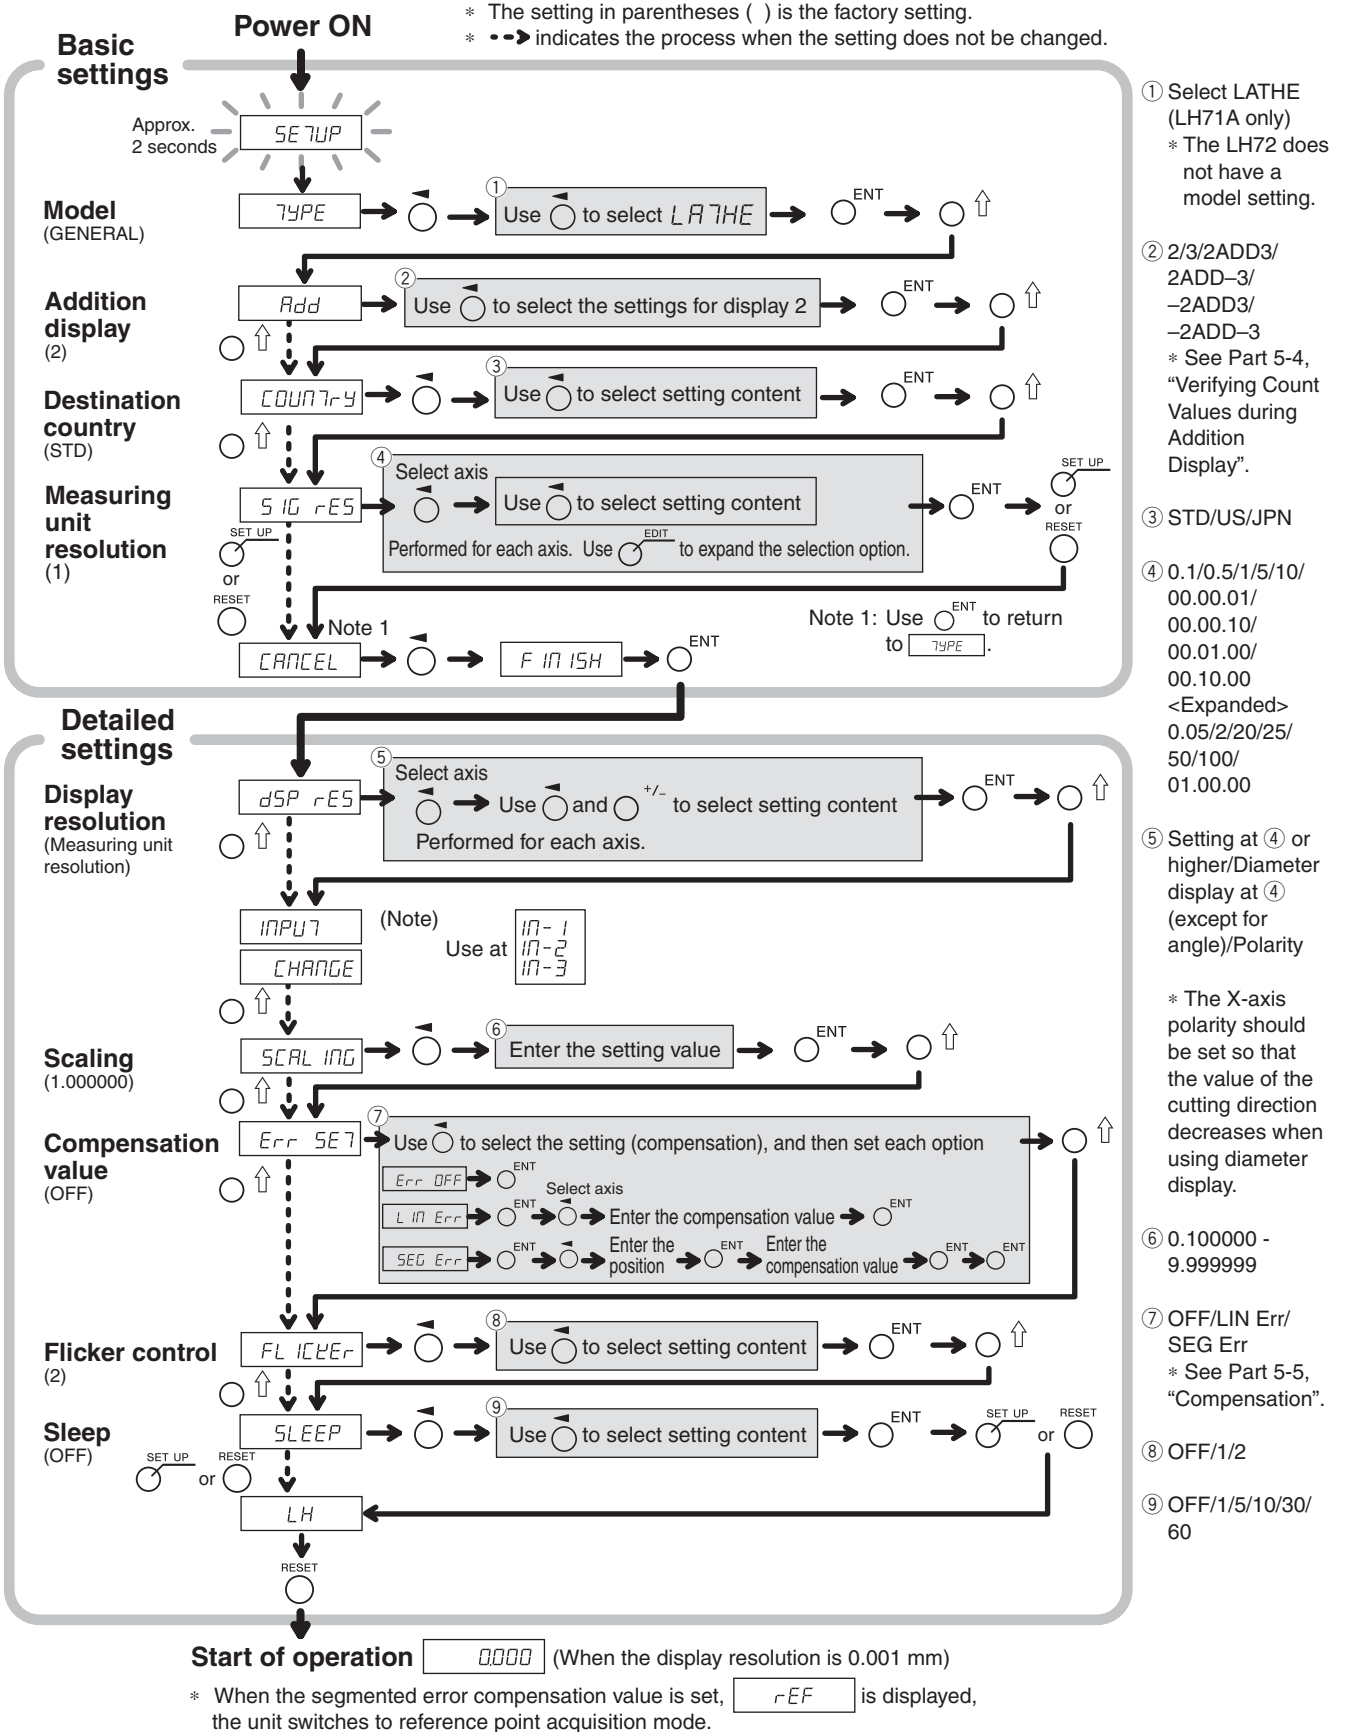 * The setting in parentheses ( ) is the factory setting.
Power ON
* indicates the process when the setting does not be changed.
Basic
settings
Approx.
2 seconds
SETUP
Model
(GENERAL)
TYPE
① Use to select LATHE
ENT
Addition
display
(2)
Add
② Use to select the settings for display 2
ENT
Destination
country
(STD)
COUNTrY
③ Use to select setting content
ENT
Measuring
unit
resolution
(1)
SIG rES
④ Select axis
Use to select setting content
Performed for each axis. Use EDIT to expand the selection option.
ENT
SET UP
or
RESET
SET UP
or
RESET
Note 1
CANCEL
FINISH
ENT
Note 1: Use ENT to return
to TYPE .
Detailed
settings
Display
resolution
(Measuring unit
resolution)
dSP rES
⑤ Select axis
Use and +/- to select setting content
Performed for each axis.
ENT
INPUT
CHANGE
(Note)
Use at
IN-1
IN-2
IN-3
Scaling
(1.000000)
SCALING
⑥ Enter the setting value
ENT
Compensation
value
(OFF)
Err SET
⑦ Use to select the setting (compensation), and then set each option
Err OFF ENT
Select axis
LIN Err ENT Enter the compensation value ENT
SEG Err ENT Enter the position ENT Enter the compensation value ENT ENT
Flicker control
(2)
FLICKEr
⑧ Use to select setting content
ENT
Sleep
(OFF)
SLEEP
⑨ Use to select setting content
ENT
SET UP or RESET
SET UP or RESET
LH
RESET
Start of operation 0.000 (When the display resolution is 0.001 mm)
* When the segmented error compensation value is set, rEF is displayed,
the unit switches to reference point acquisition mode.
① Select LATHE
(LH71A only)
* The LH72 does
not have a
model setting.
② 2/3/2ADD3/
2ADD–3/
–2ADD3/
–2ADD–3
* See Part 5-4,
“Verifying Count
Values during
Addition
Display”.
③ STD/US/JPN
④ 0.1/0.5/1/5/10/
00.00.01/
00.00.10/
00.01.00/
00.10.00
<Expanded>
0.05/2/20/25/
50/100/
01.00.00
⑤ Setting at ④ or
higher/Diameter
display at ④
(except for
angle)/Polarity
* The X-axis
polarity should
be set so that
the value of the
cutting direction
decreases when
using diameter
display.
⑥ 0.100000 -
9.999999
⑦ OFF/LIN Err/
SEG Err
* See Part 5-5,
“Compensation”.
⑧ OFF/1/2
⑨ OFF/1/5/10/30/
60